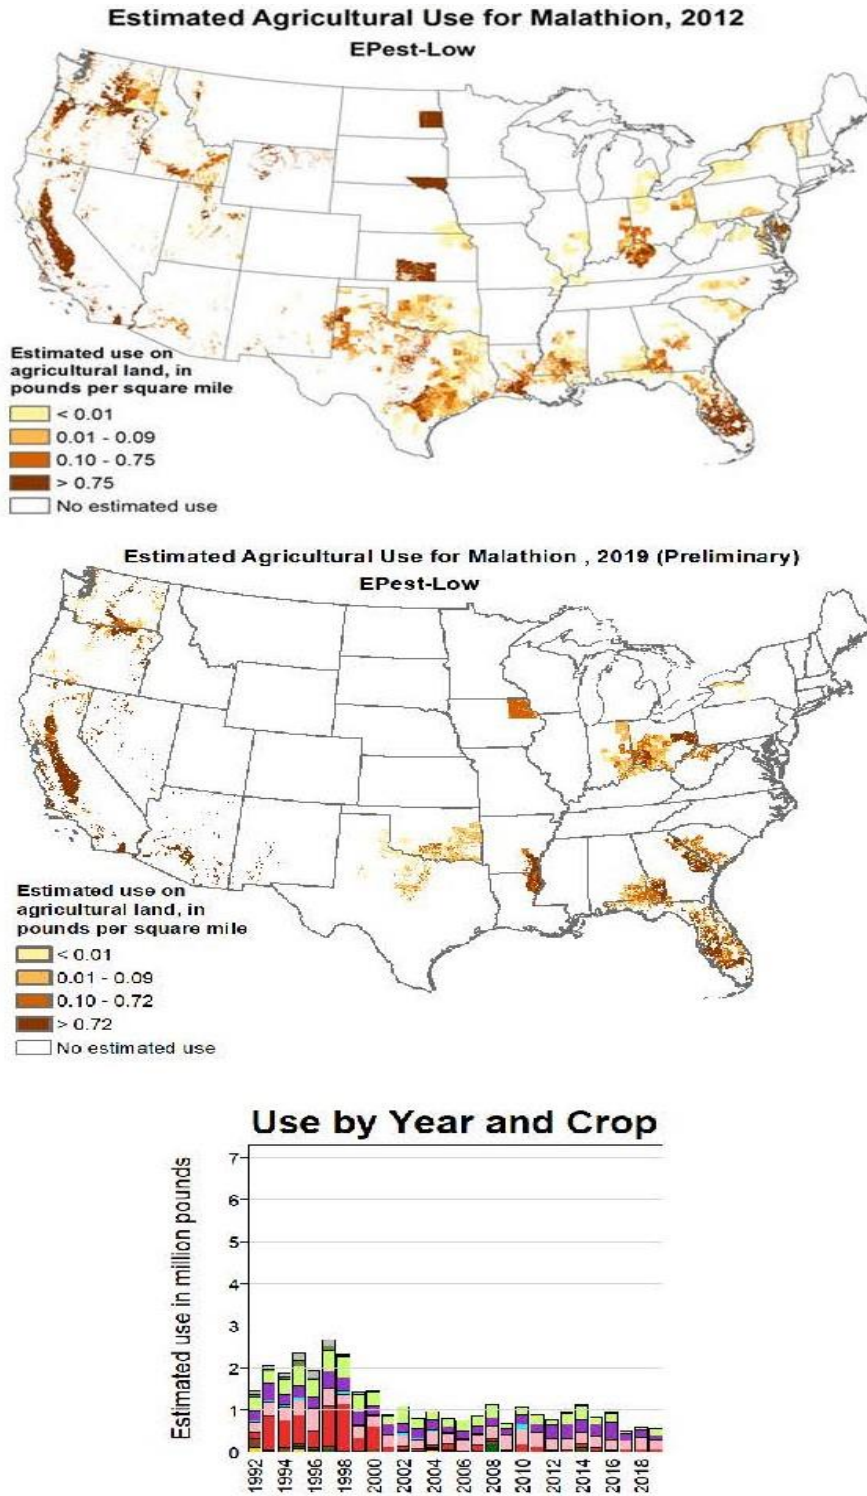 Estimated Agricultural Use for Malathion, 2012
EPest-Low
Estimated use on
agricultural land, in
pounds per square mile
< 0.01
0.01 - 0.09
0.10 - 0.75
> 0.75
No estimated use
Estimated Agricultural Use for Malathion , 2019 (Preliminary)
EPest-Low
Estimated use on
agricultural land, in
pounds per square mile
< 0.01
0.01 - 0.09
0.10 - 0.72
> 0.72
No estimated use
Use by Year and Crop
Estimated use in million pounds
7
6
5
4
3
2
1
0
1992
1994
1996
1998
2000
2002
2004
2006
2008
2010
2012
2014
2016
2018